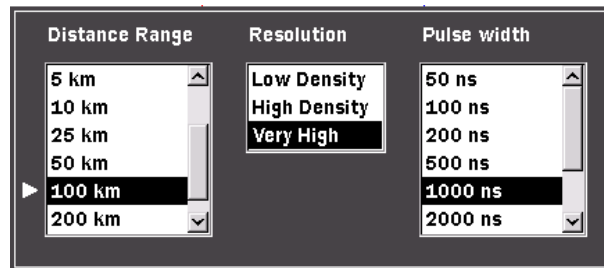 Distance Range
5 km
10 km
25 km
50 km
100 km
200 km
Resolution
Low Density
High Density
Very High
Pulse width
50 ns
100 ns
200 ns
500 ns
1000 ns
2000 ns